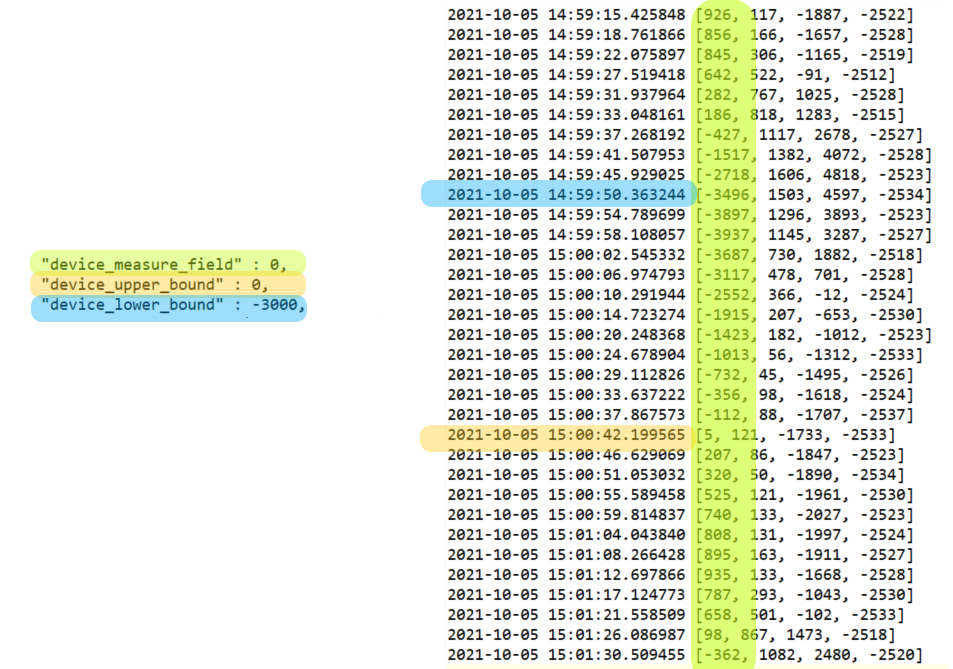 "device_measure_field" : 0,
"device_upper_bound" : 0,
"device_lower_bound" : -3000,
2021-10-05 14:59:15.425848 [926, 117, -1887, -2522]
2021-10-05 14:59:18.761866 [856, 166, -1657, -2528]
2021-10-05 14:59:22.075897 [845, 306, -1165, -2519]
2021-10-05 14:59:27.519418 [642, 522, -91, -2512]
2021-10-05 14:59:31.937964 [282, 767, 1025, -2528]
2021-10-05 14:59:33.048161 [186, 818, 1283, -2515]
2021-10-05 14:59:37.268192 [-427, 1117, 2678, -2527]
2021-10-05 14:59:41.507953 [-1517, 1382, 4072, -2528]
2021-10-05 14:59:45.929025 [-2718, 1606, 4818, -2523]
2021-10-05 14:59:50.363244 [-3496, 1503, 4597, -2534]
2021-10-05 14:59:54.789699 [-3897, 1296, 3893, -2523]
2021-10-05 14:59:58.108057 [-3937, 1145, 3287, -2527]
2021-10-05 15:00:02.545332 [-3687, 730, 1882, -2518]
2021-10-05 15:00:06.974793 [-3117, 478, 701, -2528]
2021-10-05 15:00:10.291944 [-2552, 366, -12, -2524]
2021-10-05 15:00:14.723274 [-1915, 207, -653, -2530]
2021-10-05 15:00:20.248368 [-1423, 182, -1012, -2523]
2021-10-05 15:00:24.678904 [-1013, 56, -1312, -2533]
2021-10-05 15:00:29.112826 [-732, 45, -1495, -2526]
2021-10-05 15:00:33.637222 [-356, 98, -1618, -2524]
2021-10-05 15:00:37.867573 [-112, 88, -1707, -2537]
2021-10-05 15:00:42.199565 [5, 121, -1733, -2533]
2021-10-05 15:00:46.629069 [207, 86, -1847, -2523]
2021-10-05 15:00:51.053032 [320, 50, -1890, -2534]
2021-10-05 15:00:55.589458 [525, 121, -1961, -2530]
2021-10-05 15:00:59.814837 [740, 133, -2027, -2523]
2021-10-05 15:01:04.043840 [808, 131, -1997, -2524]
2021-10-05 15:01:08.266428 [895, 163, -1911, -2527]
2021-10-05 15:01:12.697866 [935, 133, -1668, -2528]
2021-10-05 15:01:17.124773 [787, 293, -1043, -2530]
2021-10-05 15:01:21.558509 [658, 501, -102, -2533]
2021-10-05 15:01:26.086987 [98, 867, 1473, -2518]
2021-10-05 15:01:30.509455 [-362, 1082, 2480, -2520]